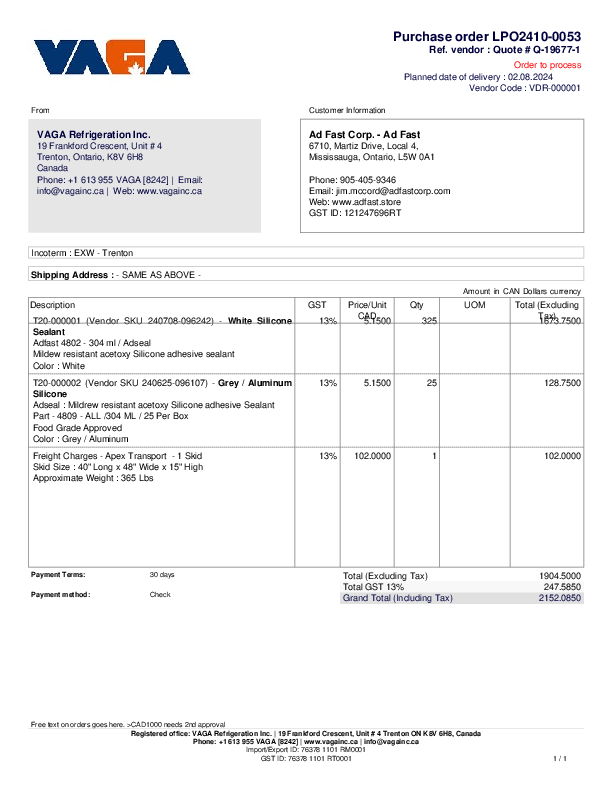 VAGA
Purchase order LPO2410-0053
Ref. vendor : Quote # Q-19677-1
Order to process
Planned date of delivery : 02.08.2024
Vendor Code : VDR-000001
From
VAGA Refrigeration Inc.
19 Frankford Crescent, Unit # 4
Trenton, Ontario, K8V 6H8
Canada
Phone: +1 613 955 VAGA [8242] | Email:
info@vagainc.ca | Web: www.vagainc.ca
Customer Information
Ad Fast Corp. - Ad Fast
6710, Martiz Drive, Local 4,
Mississauga, Ontario, L5W 0A1
Phone: 905-405-9346
Email: jim.mccord@adfastcorp.com
Web: www.adfast.store
GST ID: 121247696RT
Incoterm : EXW - Trenton
Shipping Address : - SAME AS ABOVE -
Amount in CAN Dollars currency
Description GST Price/Unit CAD Qty UOM Total (Excluding Tax)
T20-000001 (Vendor SKU 240708-096242) - White Silicone 13% 5.1500 325 1673.7500
Sealant
Adfast 4802 - 304 ml / Adseal
Mildew resistant acetoxy Silicone adhesive sealant
Color : White
T20-000002 (Vendor SKU 240625-096107) - Grey / Aluminum 13% 5.1500 25 128.7500
Silicone
Adseal : Mildrew resistant acetoxy Silicone adhesive Sealant
Part - 4809 - ALL /304 ML / 25 Per Box
Food Grade Approved
Color : Grey / Aluminum
Freight Charges - Apex Transport - 1 Skid 13% 102.0000 1 102.0000
Skid Size : 40" Long x 48" Wide x 15" High
Approximate Weight : 365 Lbs
Payment Terms: 30 days
Payment method: Check
Total (Excluding Tax) 1904.5000
Total GST 13% 247.5850
Grand Total (Including Tax) 2152.0850
Free text on orders goes here. >CAD1000 needs 2nd approval
Registered office: VAGA Refrigeration Inc. | 19 Frankford Crescent, Unit # 4 Trenton ON K8V 6H8, Canada
Phone: +1 613 955 VAGA [8242] | www.vagainc.ca | info@vagainc.ca
Import/Export ID: 76378 1101 RM0001
GST ID: 76378 1101 RT0001
1 / 1